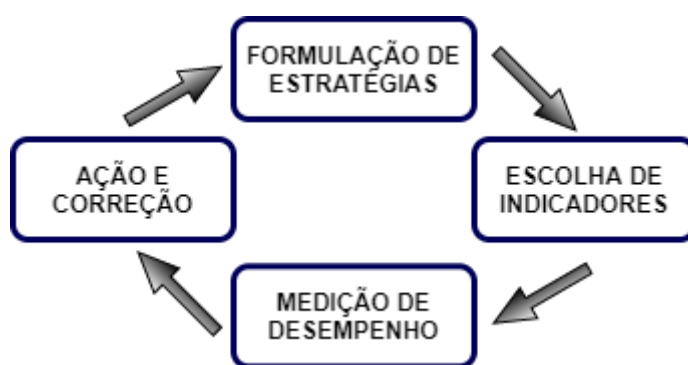 FORMULAÇÃO DE
ESTRATÉGIAS
AÇÃO E
CORREÇÃO
ESCOLHA DE
INDICADORES
MEDIÇÃO DE
DESEMPENHO